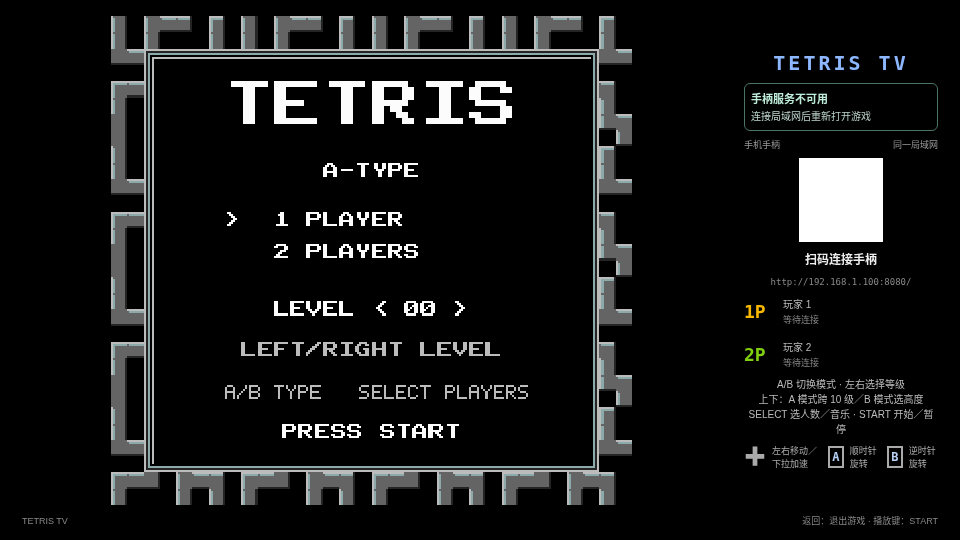 TETRIS
A-TYPE
> 1 PLAYER
2 PLAYERS
LEVEL < 00 >
LEFT/RIGHT LEVEL
A/B TYPE SELECT PLAYERS
PRESS START
TETRIS TV
手柄服务不可用
连接局域网后重新打开游戏
手机手柄 同一局域网
扫码连接手柄
http://192.168.1.100:8080/
1P 玩家 1
等待连接
2P 玩家 2
等待连接
A/B 切换模式 · 左右选择等级
上下：A 模式跨 10 级／B 模式选高度
SELECT 选人数／音乐 · START 开始／暂
停
左右移动／
下拉加速
A 顺时针
旋转
B 逆时针
旋转
TETRIS TV
返回：退出游戏 · 播放键：START